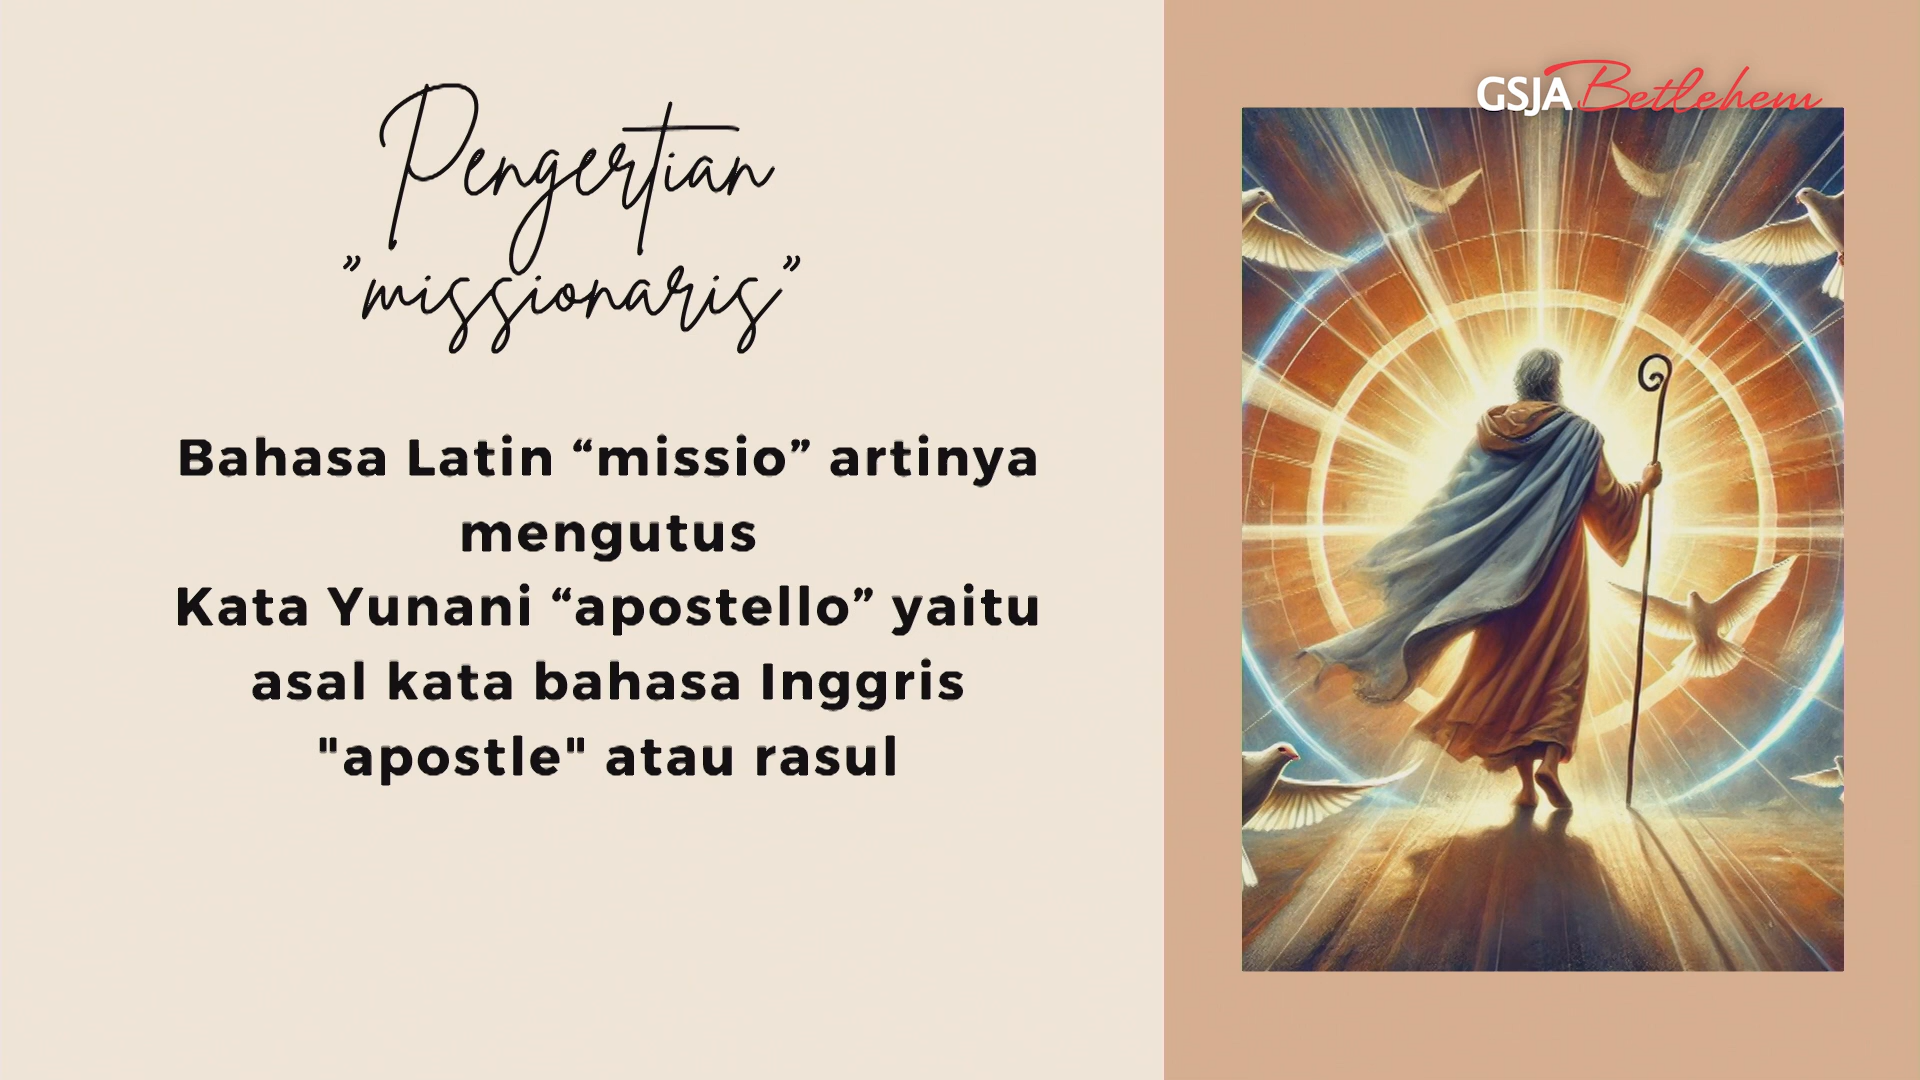 Pengertian
”missionaris”
Bahasa Latin “missio” artinya
mengutus
Kata Yunani “apostello” yaitu
asal kata bahasa Inggris
"apostle" atau rasul
GSJA Betlehem